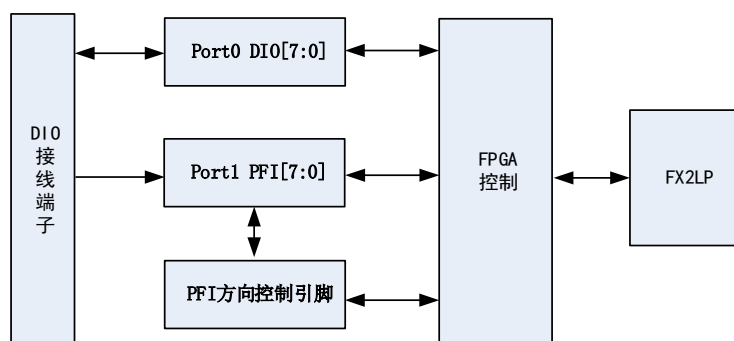 DIO
接
线
端
子
Port0 DIO[7:0]
Port1 PFI[7:0]
PFI方向控制引脚
FPGA
控制
FX2LP